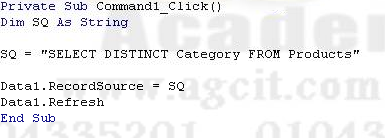 Private Sub Command1_Click()
Dim SQ As String
SQ = "SELECT DISTINCT Category FROM Products"
Data1.RecordSource = SQ
Data1.Refresh
End Sub